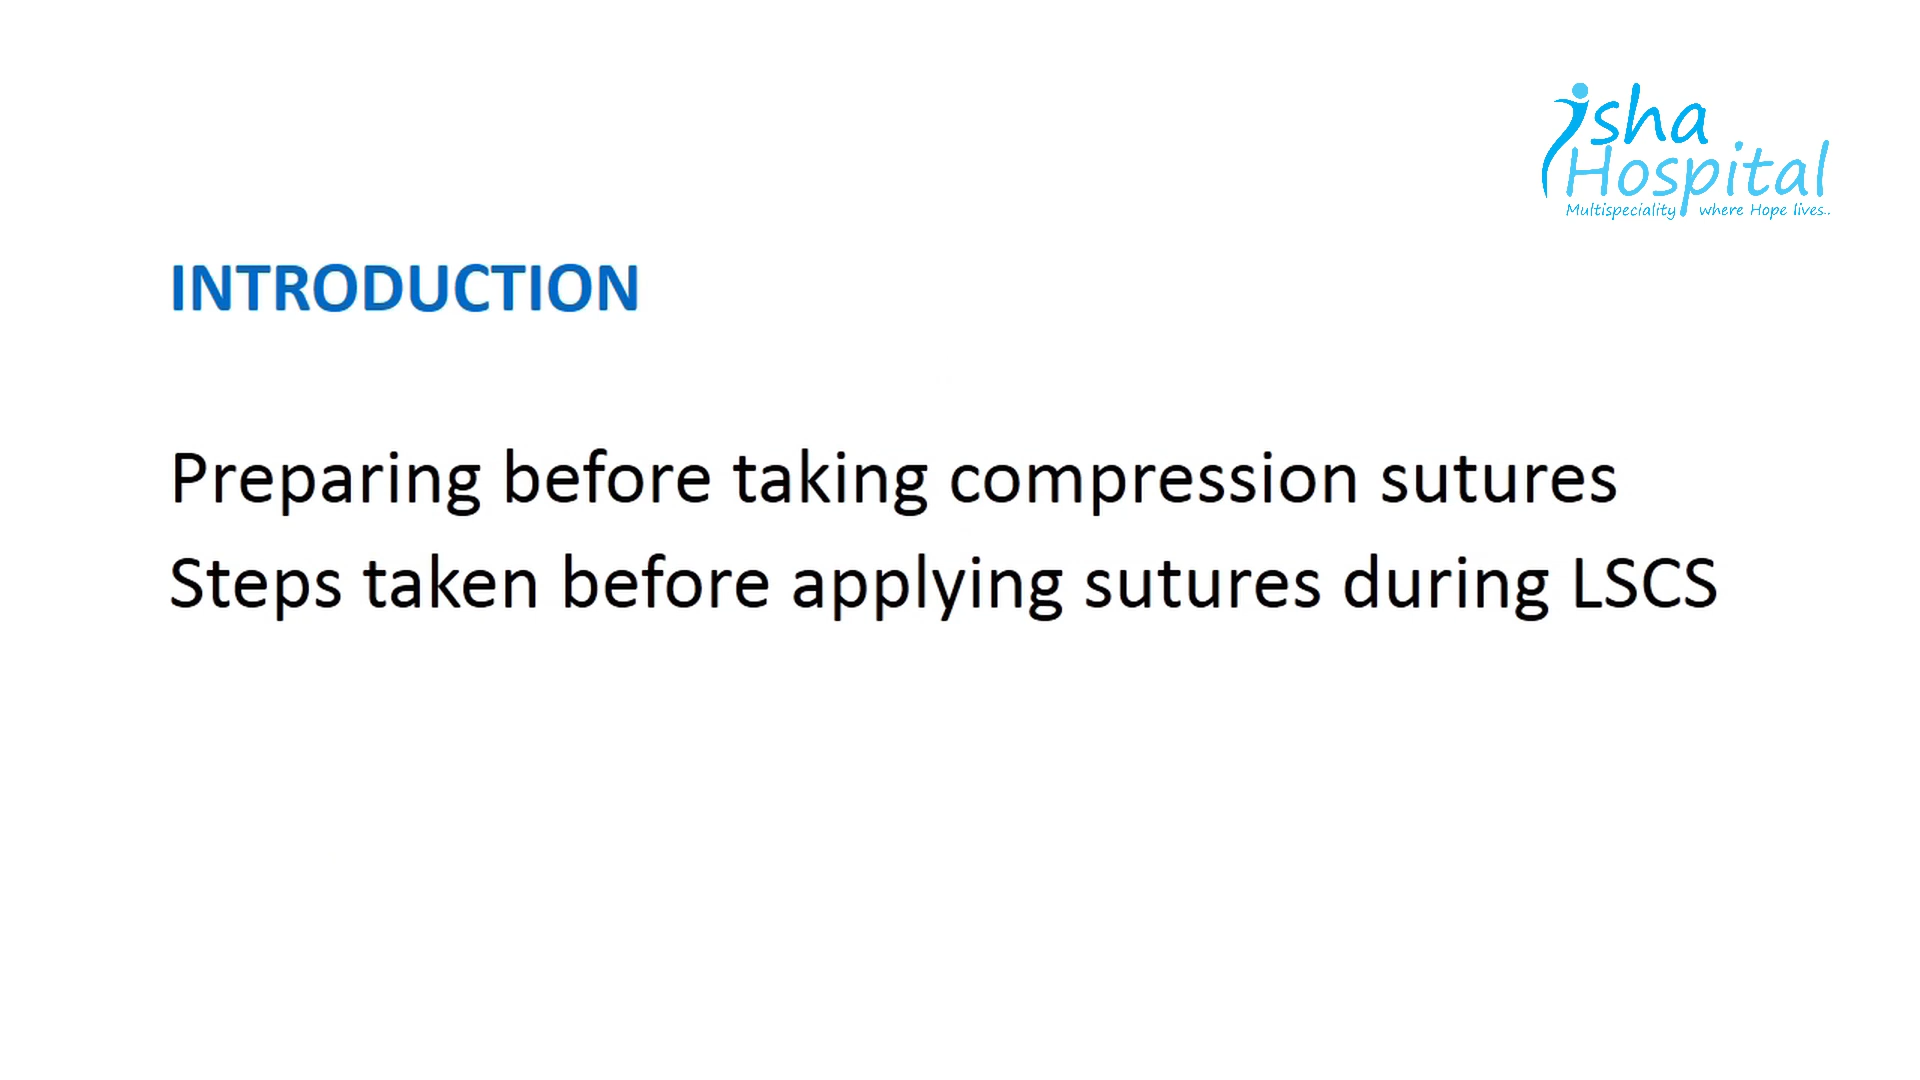 isha
Hospital
Multispeciality where Hope lives..
INTRODUCTION
Preparing before taking compression sutures
Steps taken before applying sutures during LSCS